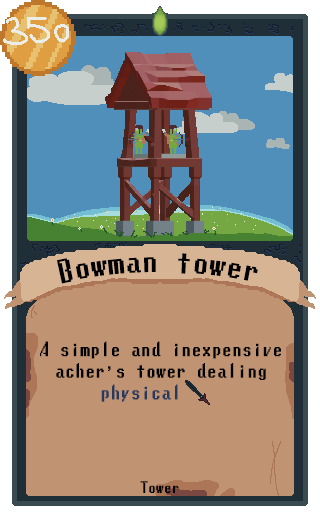 350
Bowman tower
A simple and inexpensive
acher's tower dealing
physical
Tower